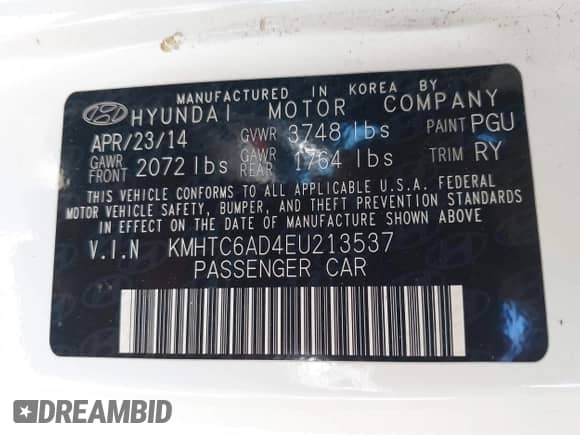 MANUFACTURED IN KOREA BY
HYUNDAI MOTOR COMPANY
APR/23/14 GVWR 3748 lbs PAINT PGU
GAWR FRONT 2072 lbs GAWR REAR 1764 lbs TRIM RY
THIS VEHICLE CONFORMS TO ALL APPLICABLE U.S.A. FEDERAL
MOTOR VEHICLE SAFETY, BUMPER, AND THEFT PREVENTION STANDARDS
IN EFFECT ON THE DATE OF MANUFACTURE SHOWN ABOVE
V.I.N KMHTC6AD4EU213537
PASSENGER CAR
DREAMBID